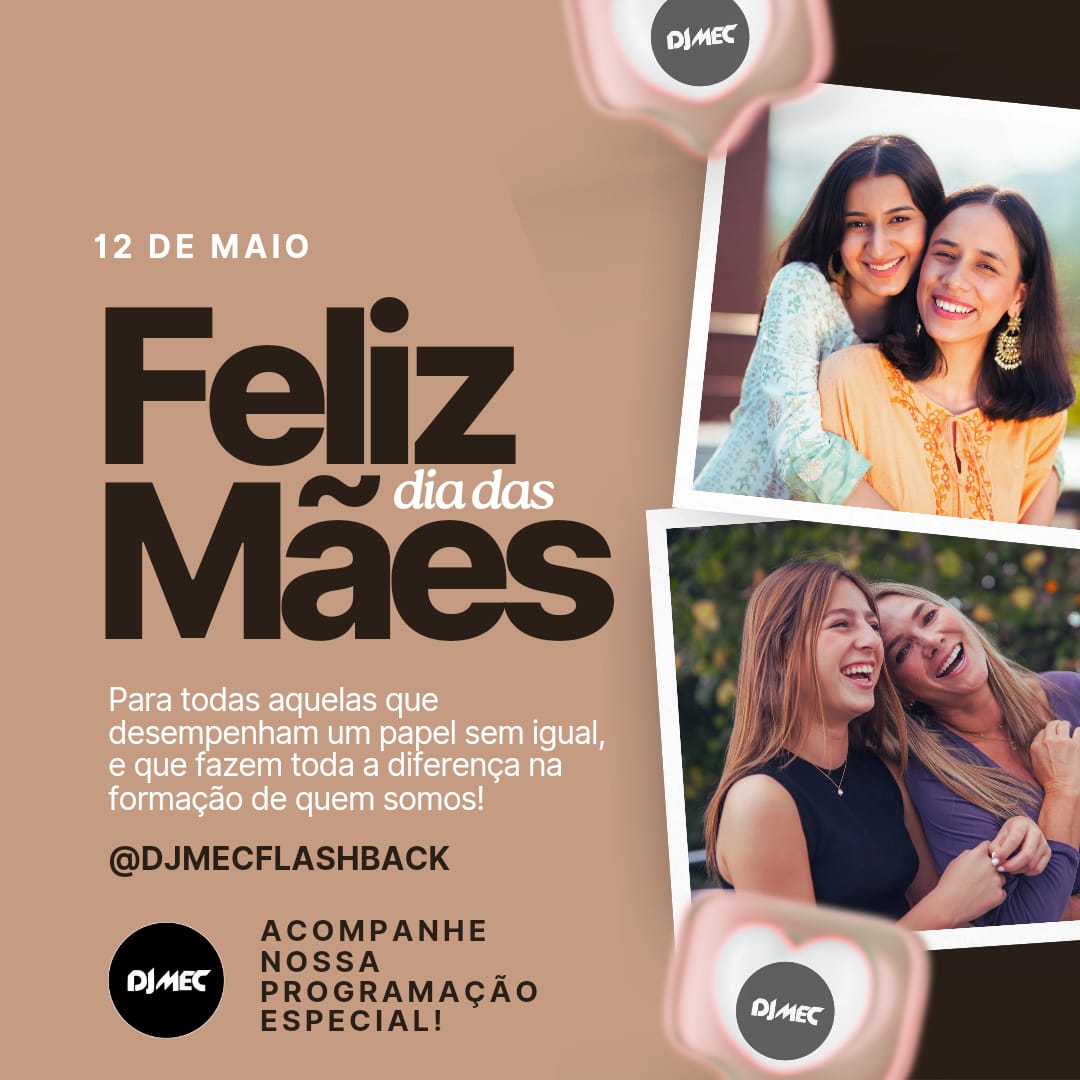 DJMEC
12 DE MAIO
Feliz
dia das
Mães
Para todas aquelas que
desempenham um papel sem igual,
e que fazem toda a diferença na
formação de quem somos!
@DJMECFLASHBACK
DJMEC
ACOMPANHE
NOSSA
PROGRAMAÇÃO
ESPECIAL!
DJMEC